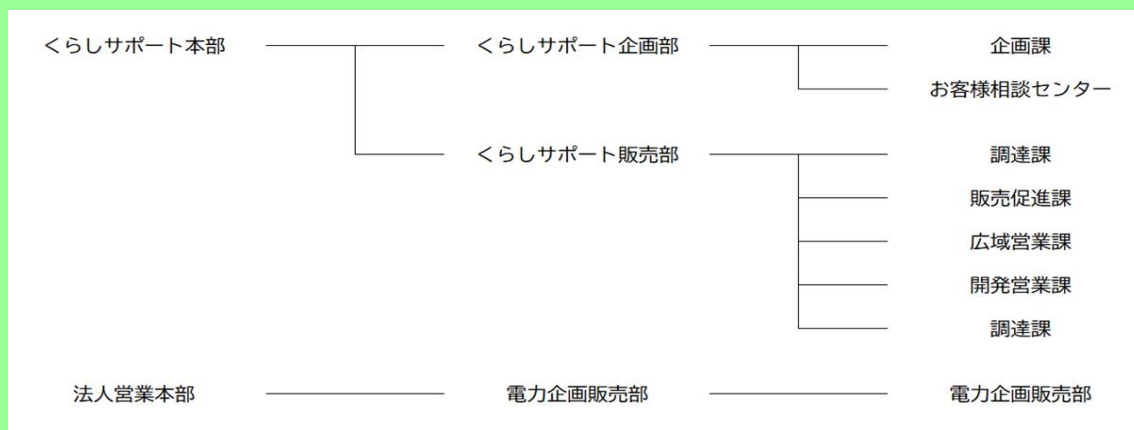 くらしサポート本部 くらしサポート企画部 企画課
お客様相談センター
くらしサポート販売部 調達課
販売促進課
広域営業課
開発営業課
調達課
法人営業本部 電力企画販売部 電力企画販売部